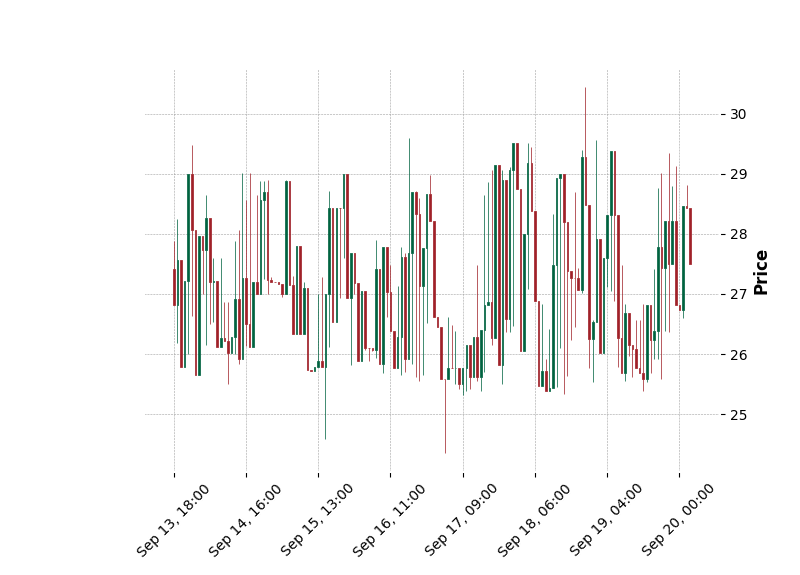 30
29
28
27
26
25
Price
Sep 13, 18:00
Sep 14, 16:00
Sep 15, 13:00
Sep 16, 11:00
Sep 17, 09:00
Sep 18, 06:00
Sep 19, 04:00
Sep 20, 00:00